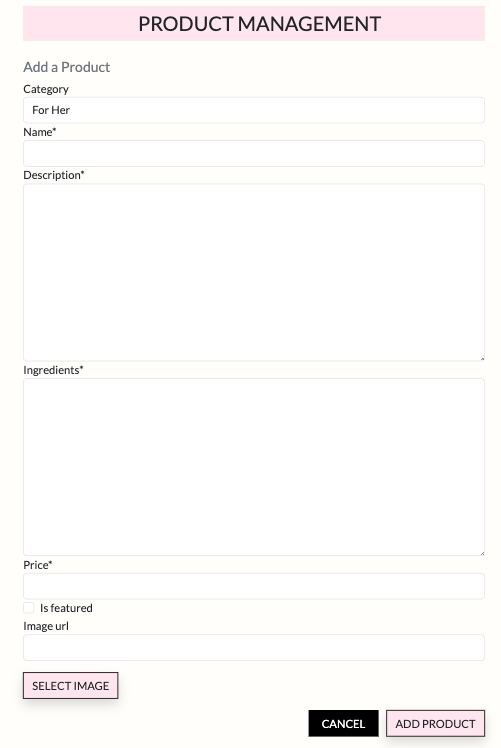 PRODUCT MANAGEMENT
Add a Product
Category
For Her
Name*
Description*
Ingredients*
Price*
Is featured
Image url
SELECT IMAGE
CANCEL ADD PRODUCT